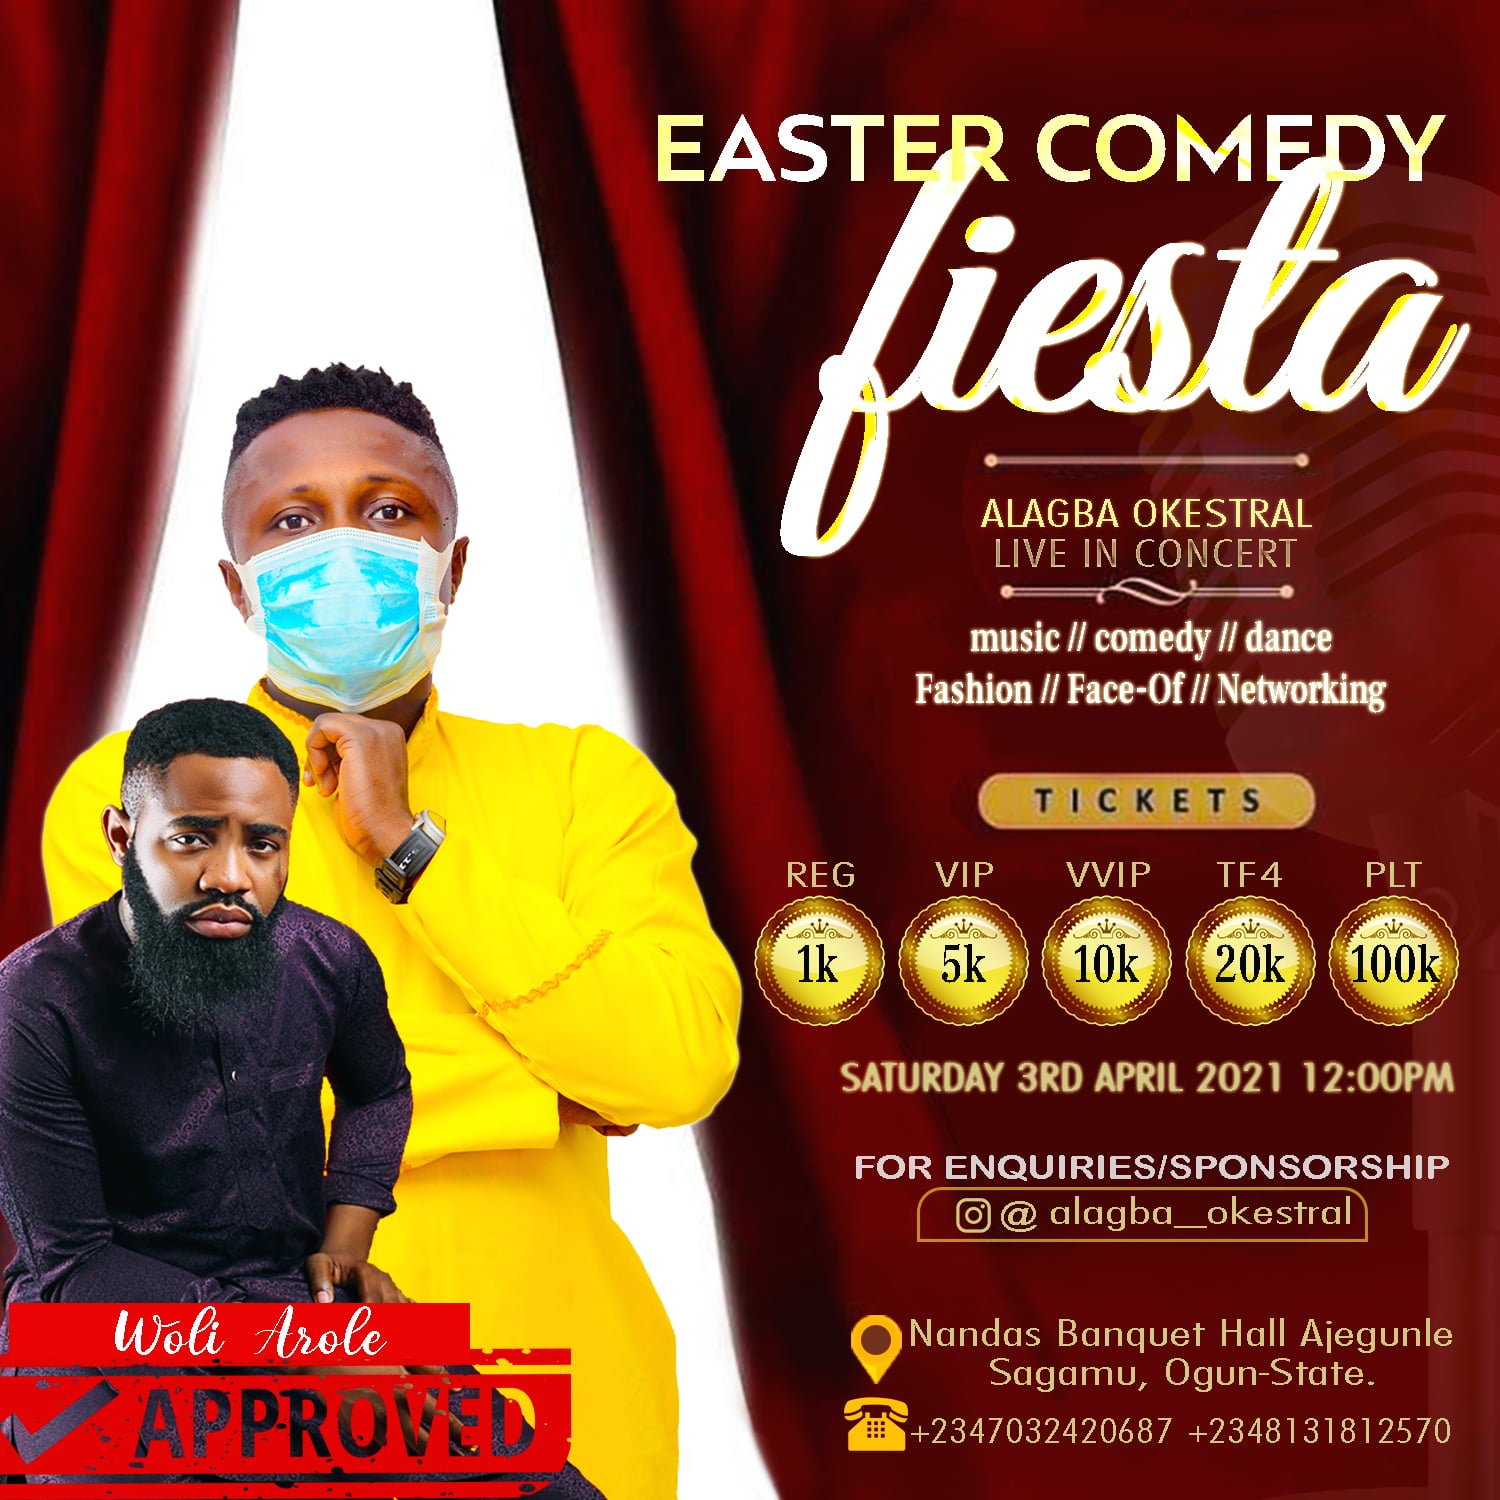 EASTER COMEDY
fiesta
ALAGBA OKESTRAL
LIVE IN CONCERT
music // comedy // dance
Fashion // Face-Of // Networking
TICKETS
REG VIP VVIP TF4 PLT
1k 5k 10k 20k 100k
SATURDAY 3RD APRIL 2021 12:00PM
FOR ENQUIRIES/SPONSORSHIP
@ alagba_okestral
Nandas Banquet Hall Ajegunle
Sagamu, Ogun-State.
+2347032420687 +2348131812570
Woli Arole
APPROVED